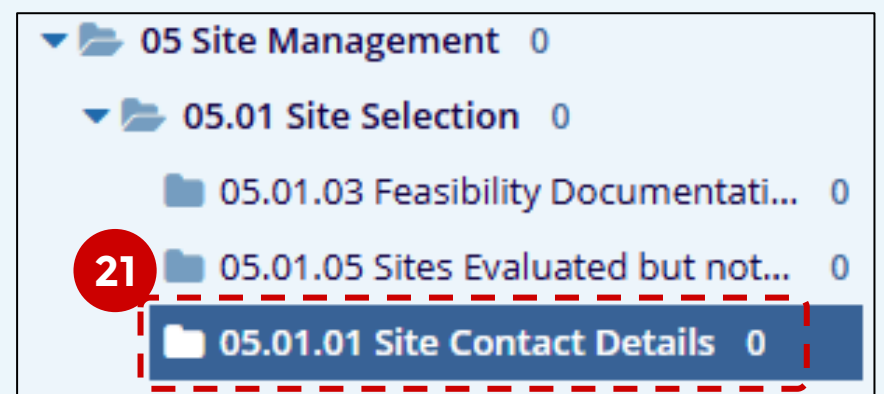 05 Site Management 0
05.01 Site Selection 0
05.01.03 Feasibility Documentati... 0
21 05.01.05 Sites Evaluated but not... 0
05.01.01 Site Contact Details 0